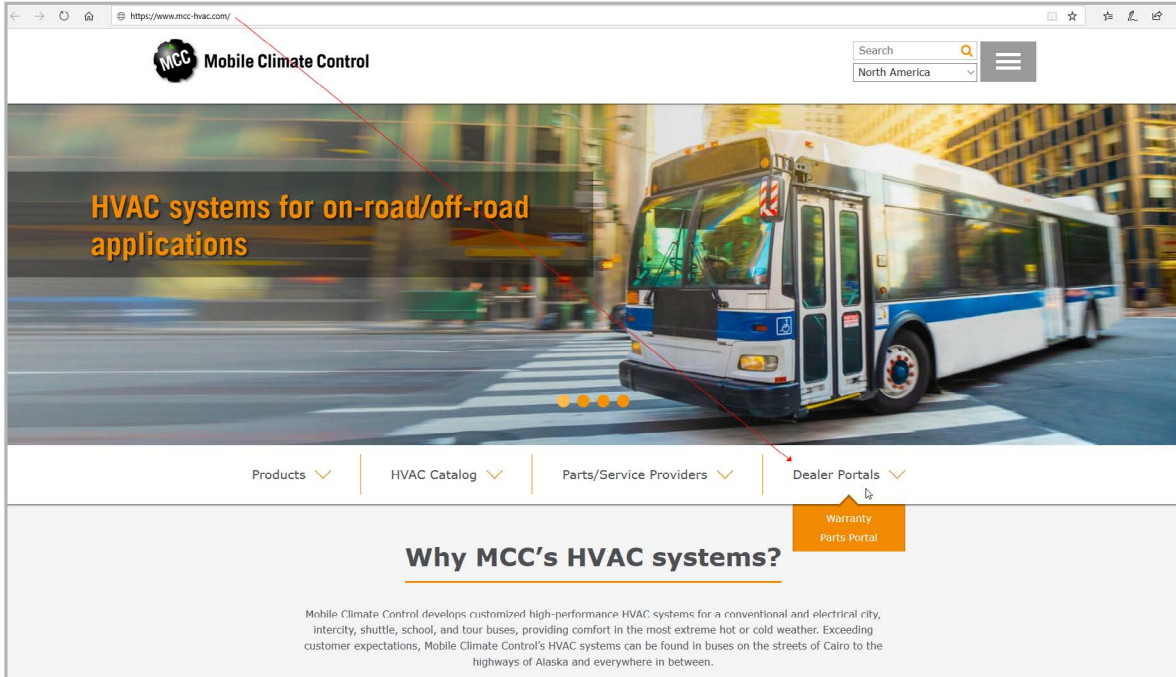 https://www.mcc-hvac.com/
MCC Mobile Climate Control
Search
North America
HVAC systems for on-road/off-road
applications
Products
HVAC Catalog
Parts/Service Providers
Dealer Portals
Warranty
Parts Portal
Why MCC's HVAC systems?
Mobile Climate Control develops customized high-performance HVAC systems for a conventional and electrical city,
intercity, shuttle, school, and tour buses, providing comfort in the most extreme hot or cold weather. Exceeding
customer expectations, Mobile Climate Control's HVAC systems can be found in buses on the streets of Cairo to the
highways of Alaska and everywhere in between.